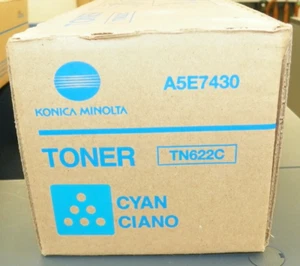 A5E7430
KONICA MINOLTA
TONER TN622C
CYAN
CIANO